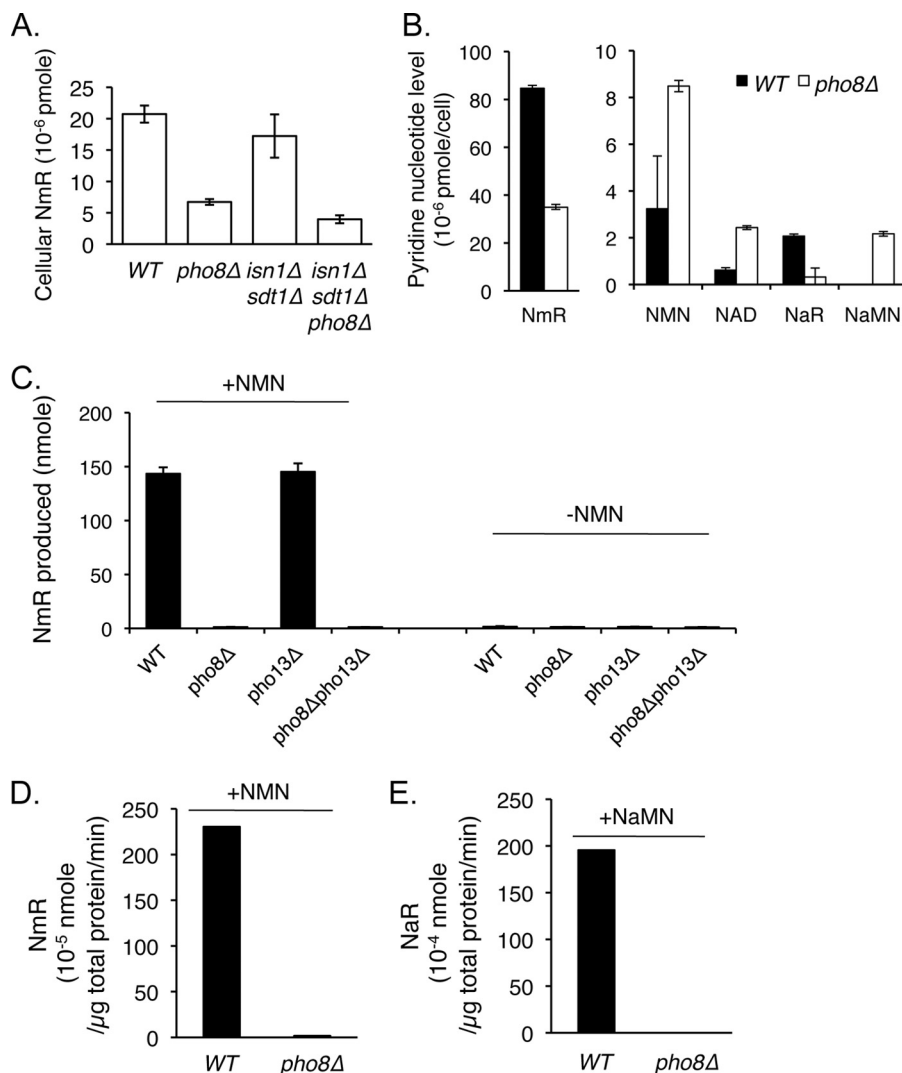 A.
Cellular NmR (10⁻⁶ pmole)
25
20
15
10
5
0
WT
pho8Δ
isn1Δ
sdt1Δ
isn1Δ
sdt1Δ
pho8Δ
B.
Pyridine nucleotide level
(10⁻⁶ pmole/cell)
100
80
60
40
20
0
NmR
10
8
6
4
2
0
WT
pho8Δ
NMN
NAD
NaR
NaMN
C.
NmR produced (nmole)
200
150
100
50
0
+NMN
-NMN
WT
pho8Δ
pho13Δ
pho8Δpho13Δ
WT
pho8Δ
pho13Δ
pho8Δpho13Δ
D.
+NMN
NmR
(10⁻⁵ nmole
/µg total protein/min)
250
200
150
100
50
0
WT
pho8Δ
E.
+NaMN
NaR
(10⁻⁴ nmole
/µg total protein/min)
250
200
150
100
50
0
WT
pho8Δ